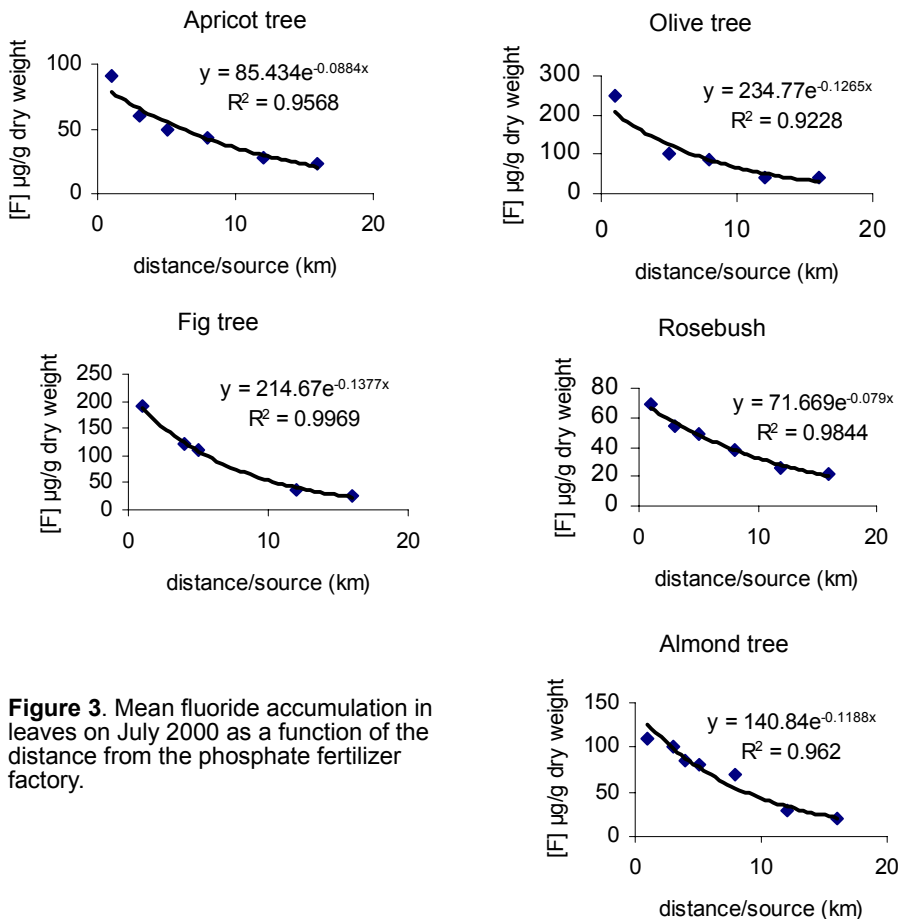 Apricot tree
[F] µg/g dry weight
100
50
0
y = 85.434e^-0.0884x
R² = 0.9568
0 10 20
distance/source (km)
Olive tree
[F] µg/g dry weight
300
200
100
0
y = 234.77e^-0.1265x
R² = 0.9228
0 10 20
distance/source (km)
Fig tree
[F] µg/g dry weight
250
200
150
100
50
0
y = 214.67e^-0.1377x
R² = 0.9969
0 10 20
distance/source (km)
Rosebush
[F] µg/g dry weight
80
60
40
20
0
y = 71.669e^-0.079x
R² = 0.9844
0 10 20
distance/source (km)
Almond tree
[F] µg/g dry weight
150
100
50
0
y = 140.84e^-0.1188x
R² = 0.962
0 10 20
distance/source (km)
Figure 3. Mean fluoride accumulation in
leaves on July 2000 as a function of the
distance from the phosphate fertilizer
factory.